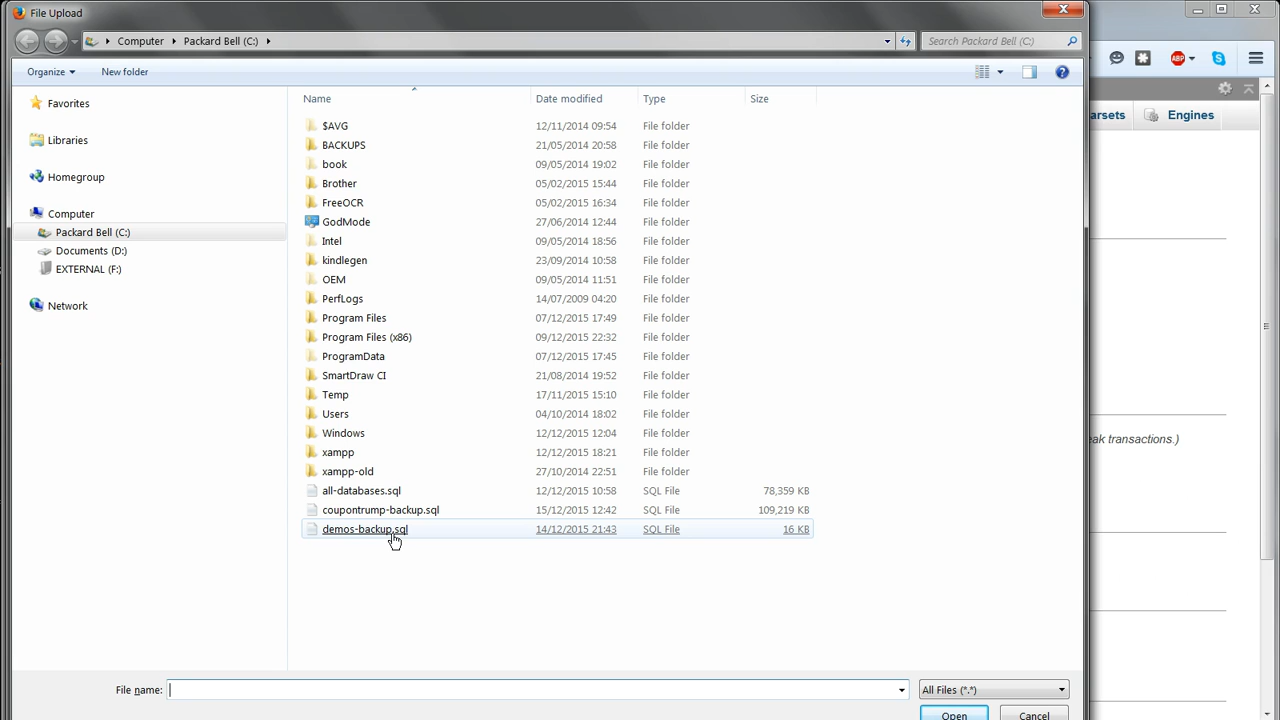 File Upload
Computer Packard Bell (C:)
Search Packard Bell (C:)
Organize New folder
Favorites
Libraries
Homegroup
Computer
Packard Bell (C:)
Documents (D:)
EXTERNAL (F:)
Network
Name Date modified Type Size
$AVG 12/11/2014 09:54 File folder
BACKUPS 21/05/2014 20:58 File folder
book 09/05/2014 19:02 File folder
Brother 05/02/2015 15:44 File folder
FreeOCR 05/02/2015 16:34 File folder
GodMode 27/06/2014 12:44 File folder
Intel 09/05/2014 18:56 File folder
kindlegen 23/09/2014 10:58 File folder
OEM 09/05/2014 11:51 File folder
PerfLogs 14/07/2009 04:20 File folder
Program Files 07/12/2015 17:49 File folder
Program Files (x86) 09/12/2015 22:32 File folder
ProgramData 07/12/2015 17:45 File folder
SmartDraw CI 21/08/2014 19:52 File folder
Temp 17/11/2015 15:10 File folder
Users 04/10/2014 18:02 File folder
Windows 12/12/2015 12:04 File folder
xampp 12/12/2015 18:21 File folder
xampp-old 27/10/2014 22:51 File folder
all-databases.sql 12/12/2015 10:58 SQL File 78,359 KB
coupontrump-backup.sql 15/12/2015 12:42 SQL File 109,219 KB
demos-backup.sql 14/12/2015 21:43 SQL File 16 KB
File name: All Files (*.*)
Open Cancel
ABP
arsets Engines
eak transactions.)